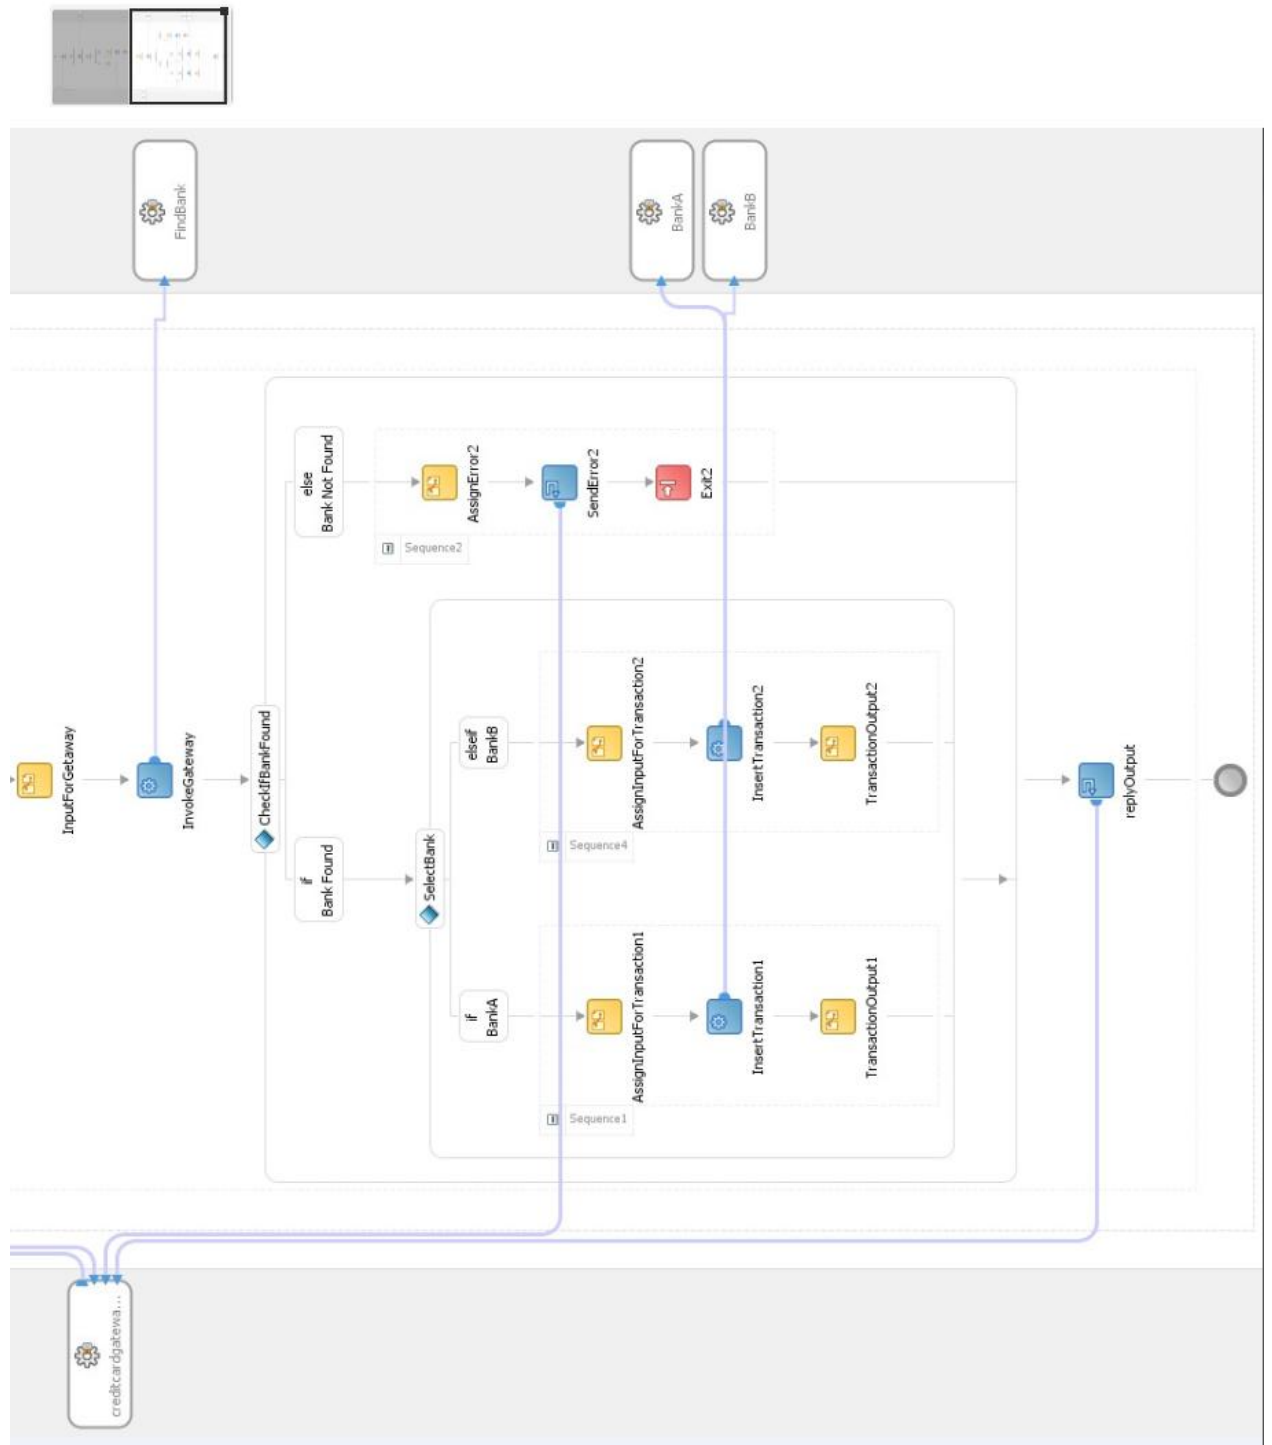 FindBank
BankA
BankB
else
Bank Not Found
AssignError2
SendError2
Exit2
Sequence2
InputForGetaway
InvokeGateway
CheckIfBankFound
if
Bank Found
SelectBank
elseif
BankB
AssignInputForTransaction2
InsertTransaction2
TransactionOutput2
Sequence4
if
BankA
AssignInputForTransaction1
InsertTransaction1
TransactionOutput1
Sequence1
replyOutput
creditcardgatewa...